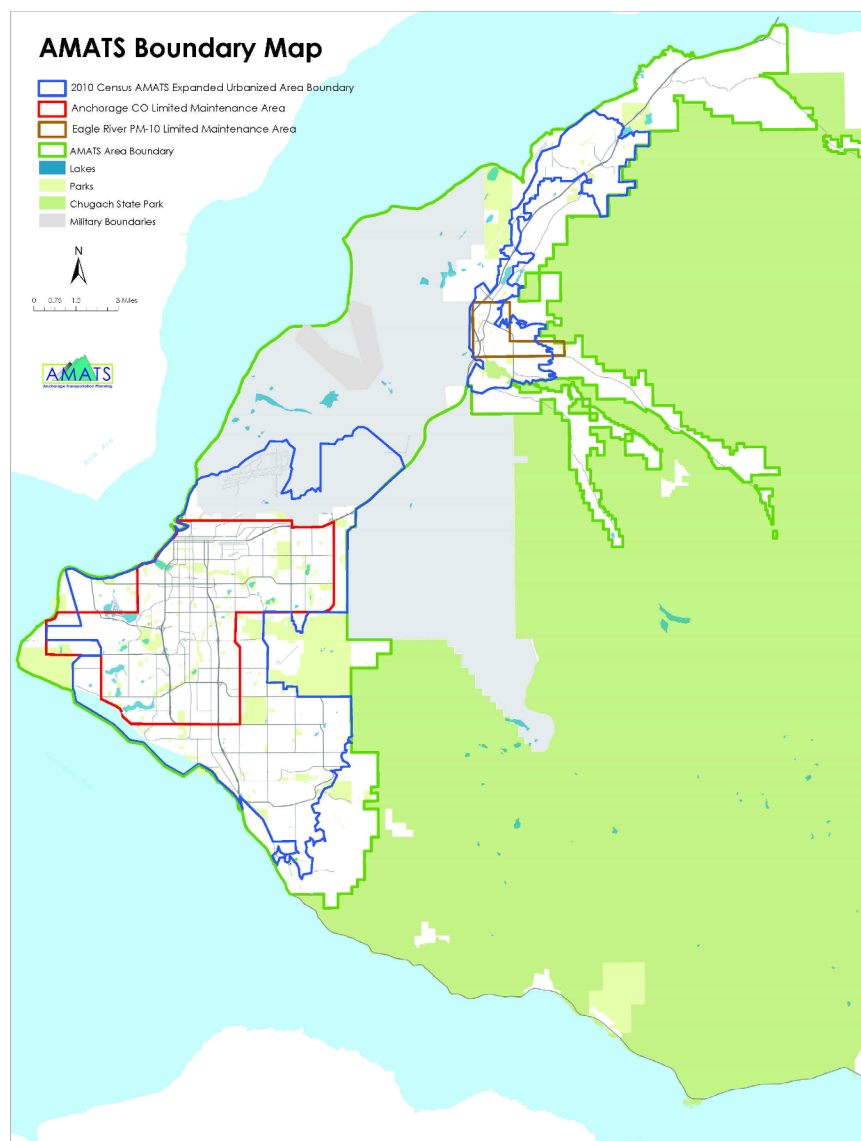 AMATS Boundary Map
2010 Census AMATS Expanded Urbanized Area Boundary
Anchorage CO Limited Maintenance Area
Eagle River PM-10 Limited Maintenance Area
AMATS Area Boundary
Lakes
Parks
Chugach State Park
Military Boundaries
N
0 0.75 1.5 3 Miles
AMATS
Anchorage Transportation Planning